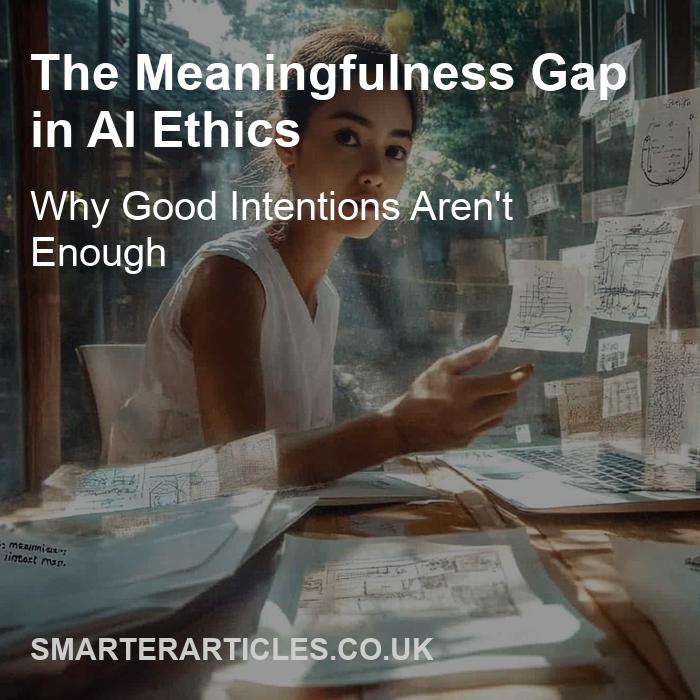 The Meaningfulness Gap
in AI Ethics
Why Good Intentions Aren't
Enough
SMARTERARTICLES.CO.UK